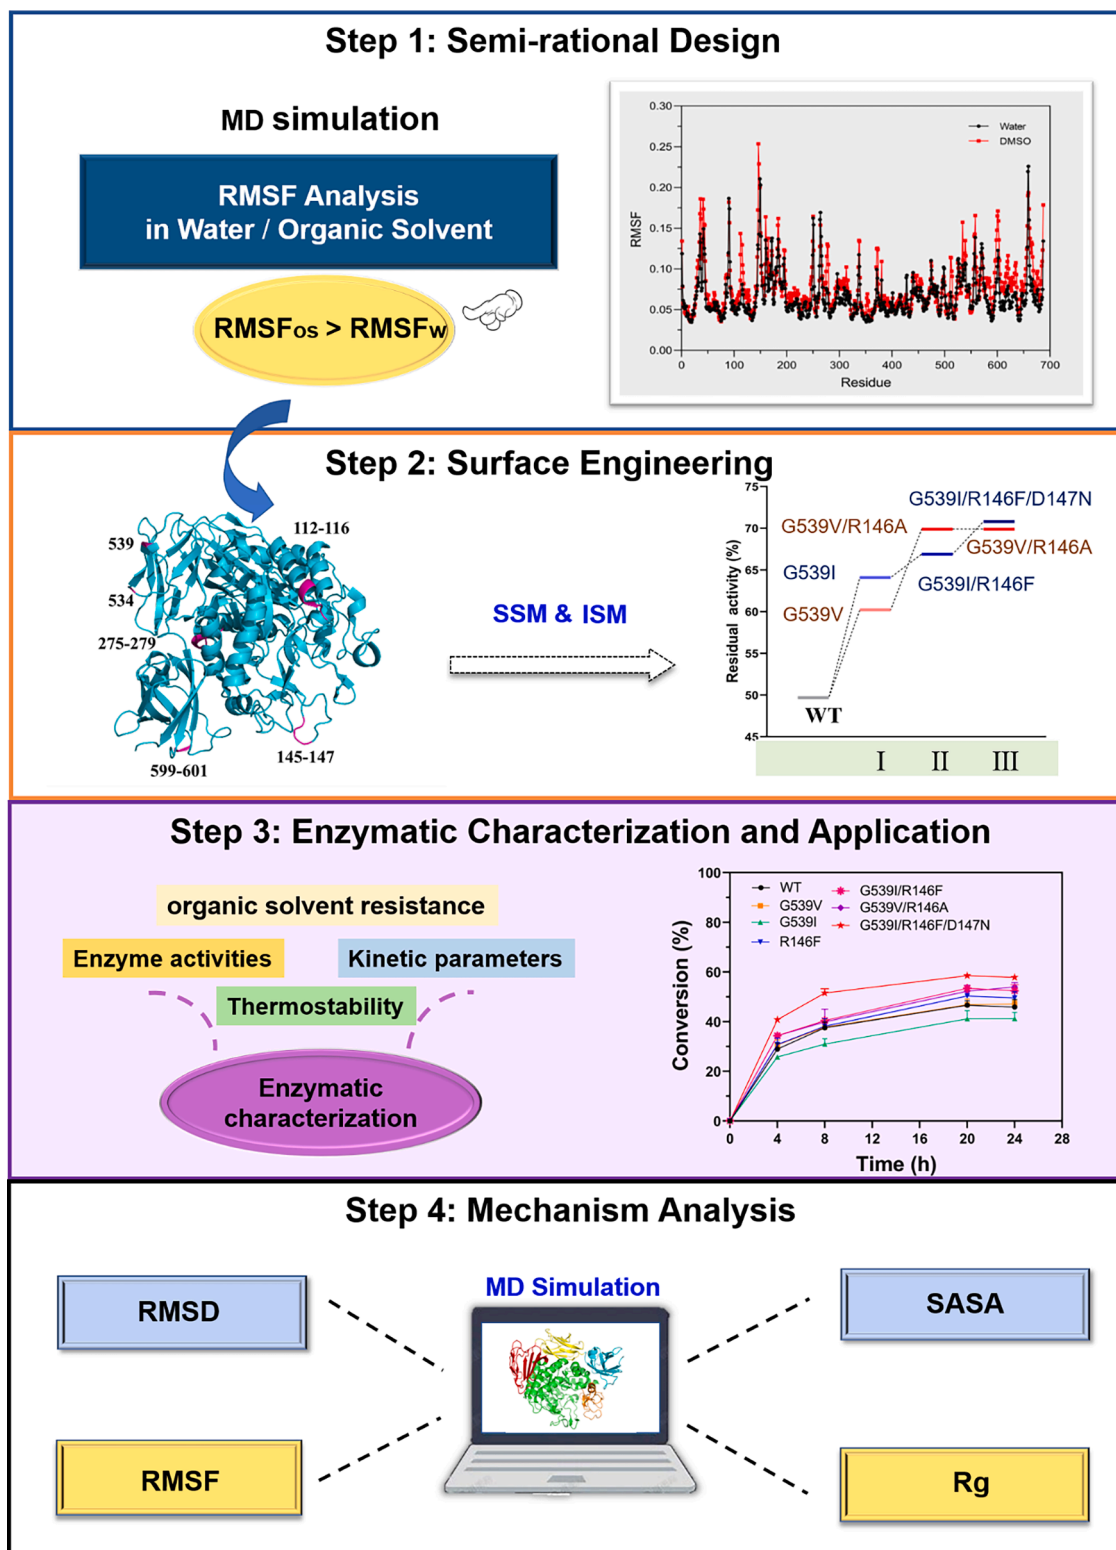 Step 1: Semi-rational Design
MD simulation
RMSF Analysis
in Water / Organic Solvent
RMSFos > RMSFw
RMSF
0.30
0.25
0.20
0.15
0.10
0.05
0.00
Water
DMSO
0 100 200 300 400 500 600 700
Residue
Step 2: Surface Engineering
539
534
275-279
112-116
599-601
145-147
SSM & ISM
Residual activity (%)
75
70
65
60
55
50
45
G539I/R146F/D147N
G539V/R146A
G539V/R146A
G539I
G539I/R146F
G539V
WT
I II III
Step 3: Enzymatic Characterization and Application
organic solvent resistance
Enzyme activities
Kinetic parameters
Thermostability
Enzymatic
characterization
Conversion (%)
100
80
60
40
20
0
WT
G539V
G539I
R146F
G539I/R146F
G539V/R146A
G539I/R146F/D147N
0 4 8 12 16 20 24 28
Time (h)
Step 4: Mechanism Analysis
RMSD
MD Simulation
SASA
RMSF
Rg